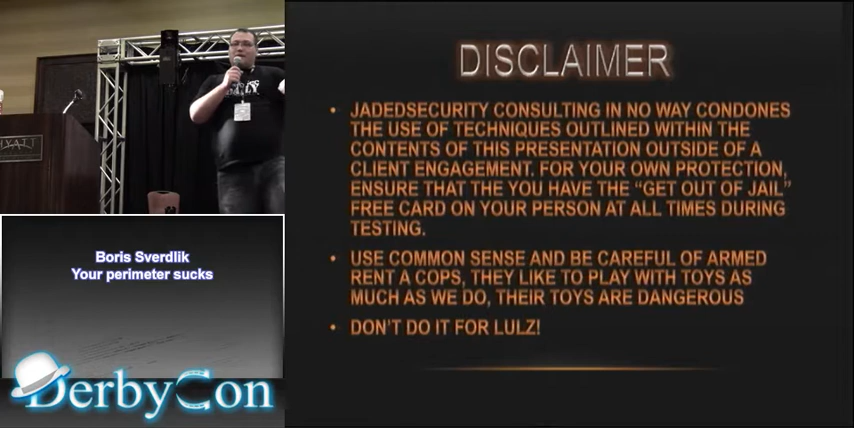 HYATT
Boris Sverdlik
Your perimeter sucks
DerbyCon
DISCLAIMER
• JADEDSECURITY CONSULTING IN NO WAY CONDONES
THE USE OF TECHNIQUES OUTLINED WITHIN THE
CONTENTS OF THIS PRESENTATION OUTSIDE OF A
CLIENT ENGAGEMENT. FOR YOUR OWN PROTECTION,
ENSURE THAT THE YOU HAVE THE “GET OUT OF JAIL”
FREE CARD ON YOUR PERSON AT ALL TIMES DURING
TESTING.
• USE COMMON SENSE AND BE CAREFUL OF ARMED
RENT A COPS, THEY LIKE TO PLAY WITH TOYS AS
MUCH AS WE DO, THEIR TOYS ARE DANGEROUS
• DON’T DO IT FOR LULZ!